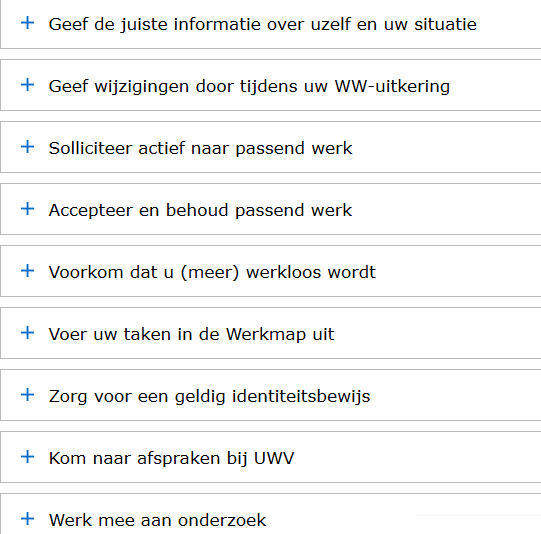 Geef de juiste informatie over uzelf en uw situatie
Geef wijzigingen door tijdens uw WW-uitkering
Solliciteer actief naar passend werk
Accepteer en behoud passend werk
Voorkom dat u (meer) werkloos wordt
Voer uw taken in de Werkmap uit
Zorg voor een geldig identiteitsbewijs
Kom naar afspraken bij UWV
Werk mee aan onderzoek